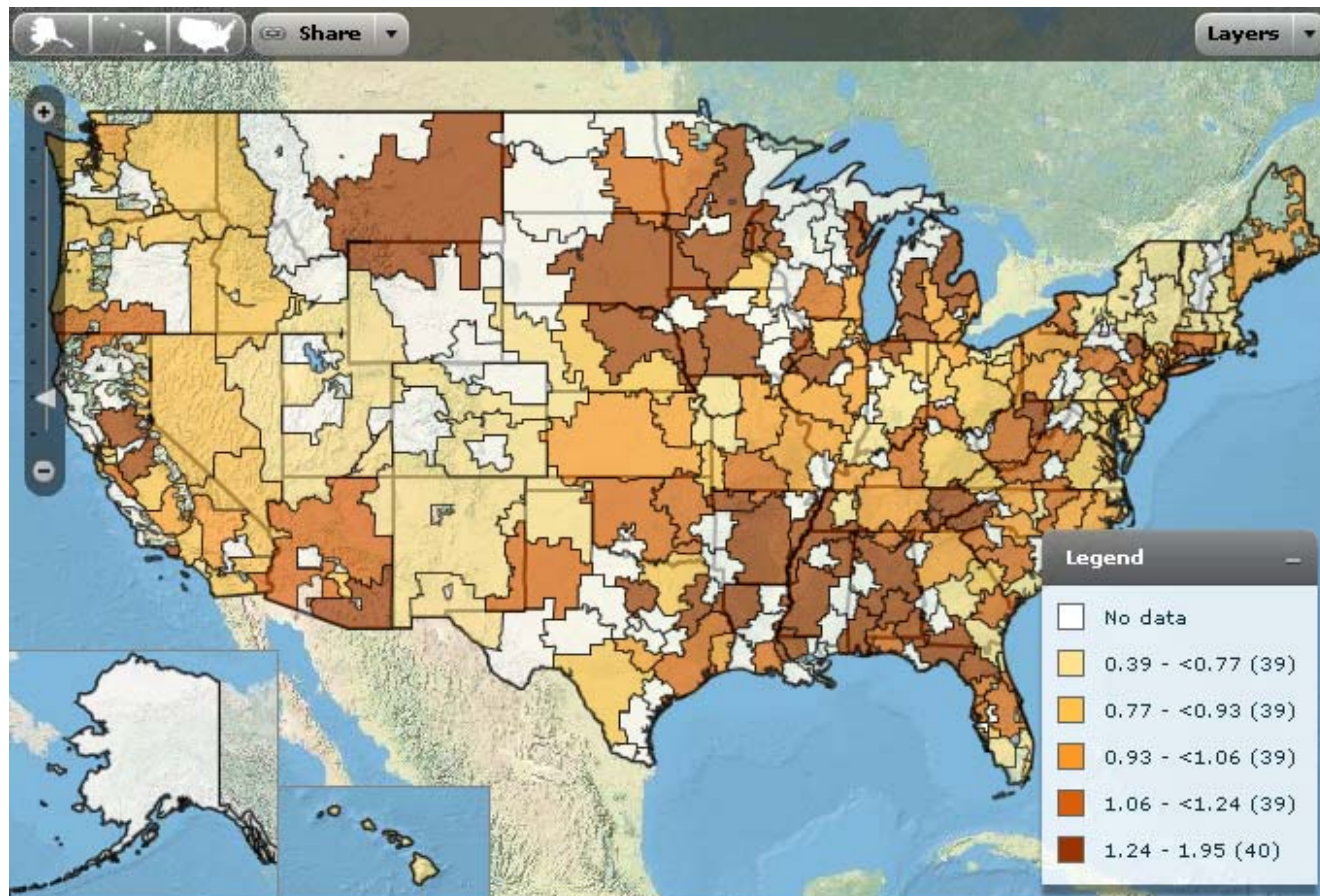 Share
Layers
Legend
No data
0.39 - <0.77 (39)
0.77 - <0.93 (39)
0.93 - <1.06 (39)
1.06 - <1.24 (39)
1.24 - 1.95 (40)